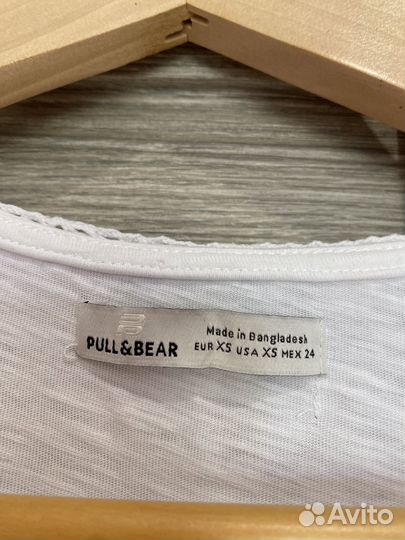 PULL&BEAR
Made in Bangladesh
EUR XS USA XS MEX 24
Avito